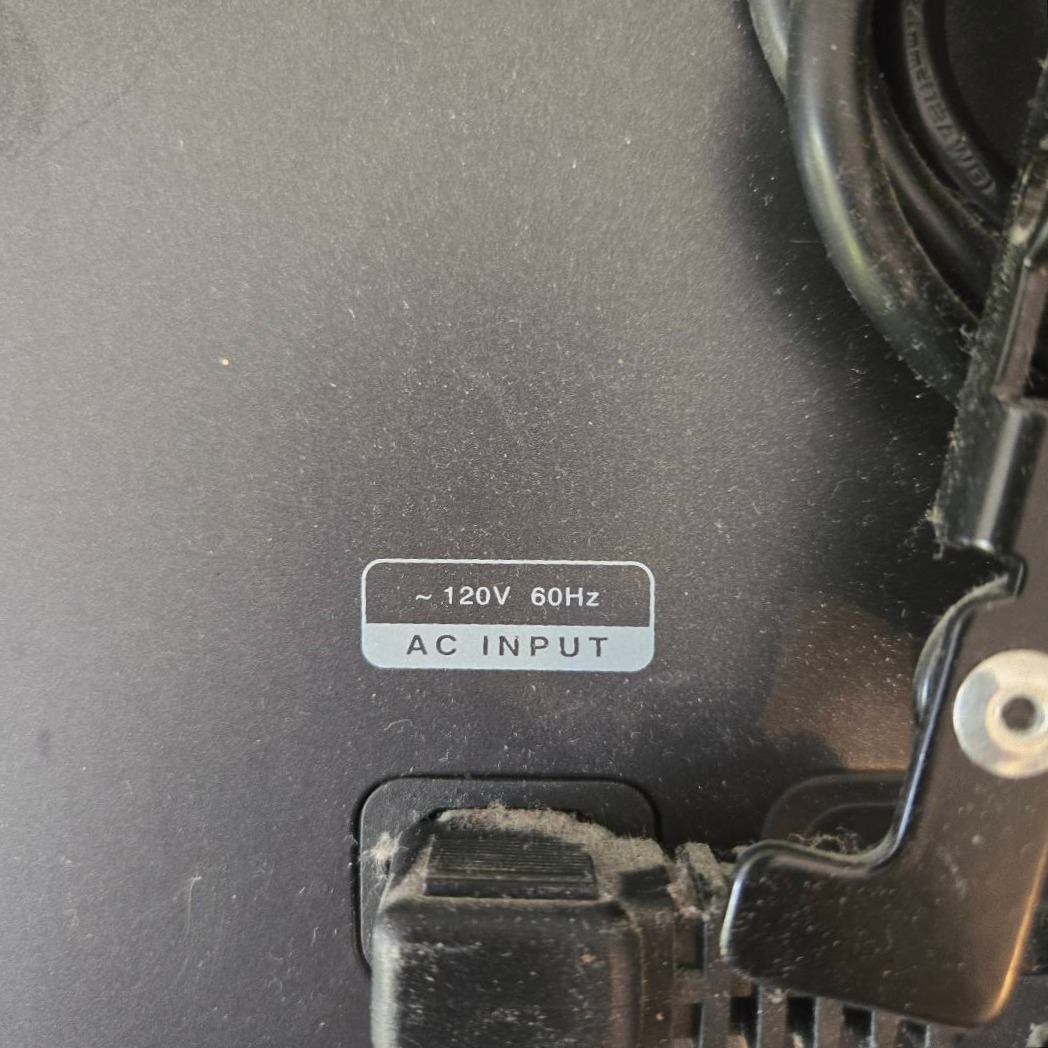 ~ 120V 60Hz
AC INPUT